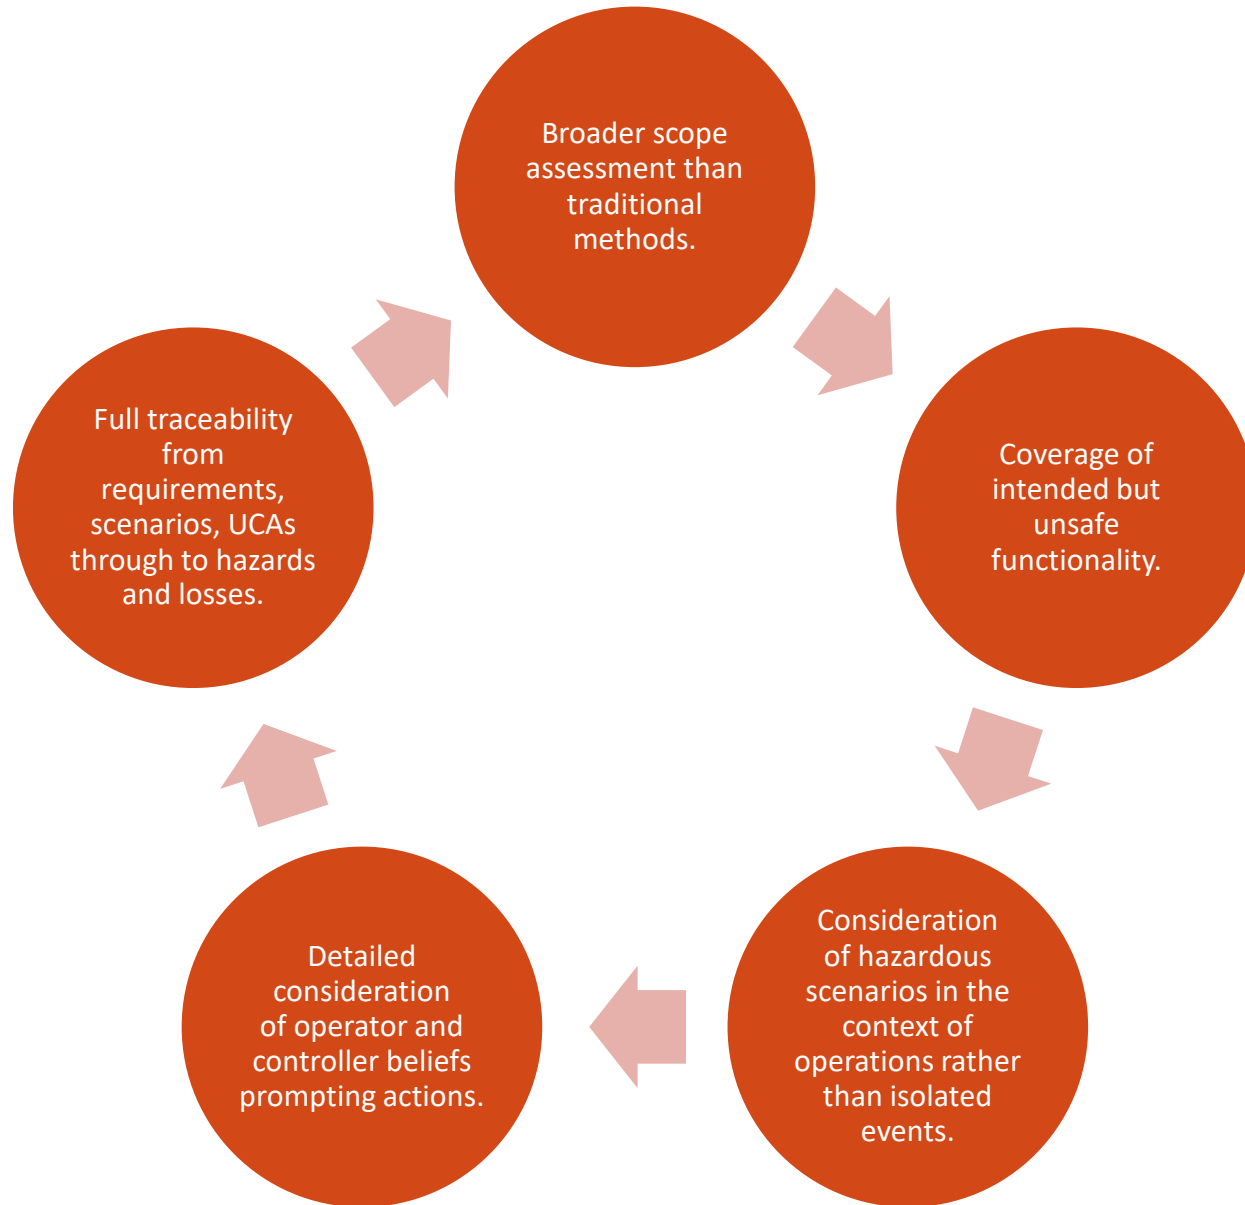 Broader scope
assessment than
traditional
methods.
Coverage of
intended but
unsafe
functionality.
Consideration
of hazardous
scenarios in the
context of
operations rather
than isolated
events.
Detailed
consideration
of operator and
controller beliefs
prompting actions.
Full traceability
from
requirements,
scenarios, UCAs
through to hazards
and losses.